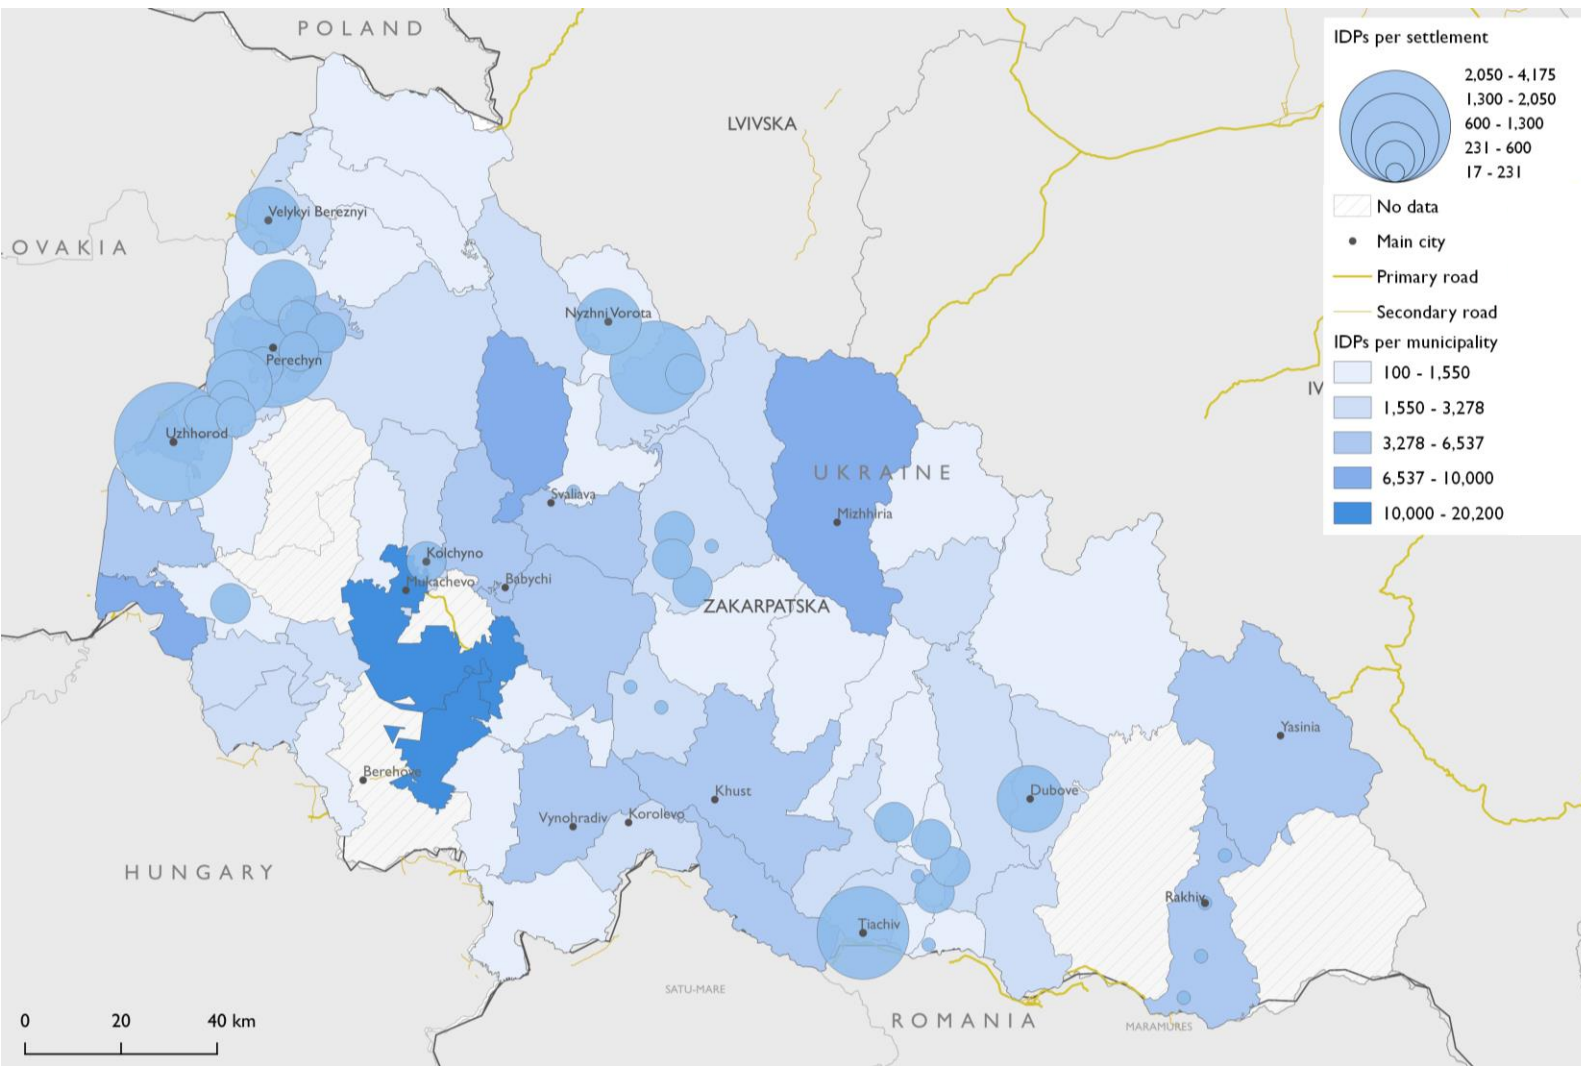 POLAND
IDPs per settlement
2,050 - 4,175
1,300 - 2,050
600 - 1,300
231 - 600
17 - 231
LVIVSKA
No data
Velykyi Bereznyi
OVAKIA
Main city
Primary road
Nyzhni Vorota
Secondary road
IDPs per municipality
Perechyn
100 - 1,550
IV
1,550 - 3,278
Uzhhorod
3,278 - 6,537
UKRAINE
6,537 - 10,000
Svaliava
Mizhhiria
10,000 - 20,200
Kolchyno
Mukachevo
Babychi
ZAKARPATSKA
Yasinia
Berehove
Khust
Dubove
Vynohradiv
Korolevo
HUNGARY
Rakhiv
Tiachiv
SATU-MARE
0 20 40 km
ROMANIA
MARAMURES